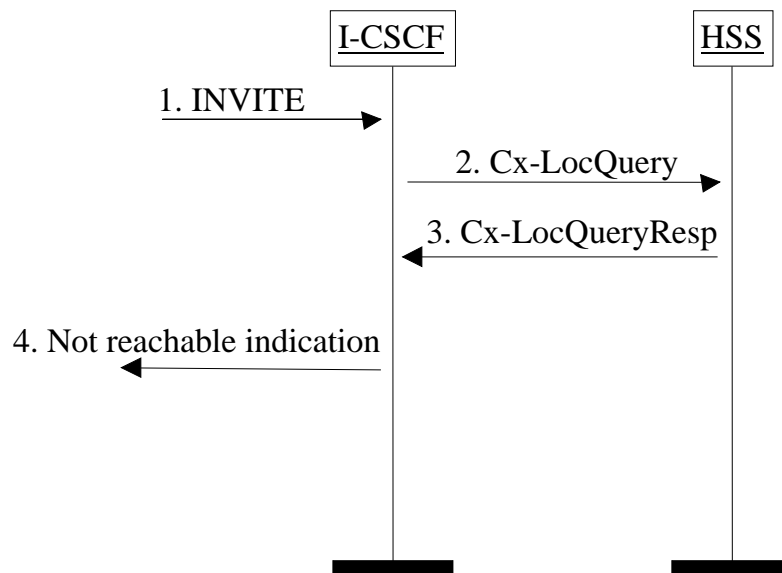 I-CSCF
HSS
1. INVITE
2. Cx-LocQuery
3. Cx-LocQueryResp
4. Not reachable indication